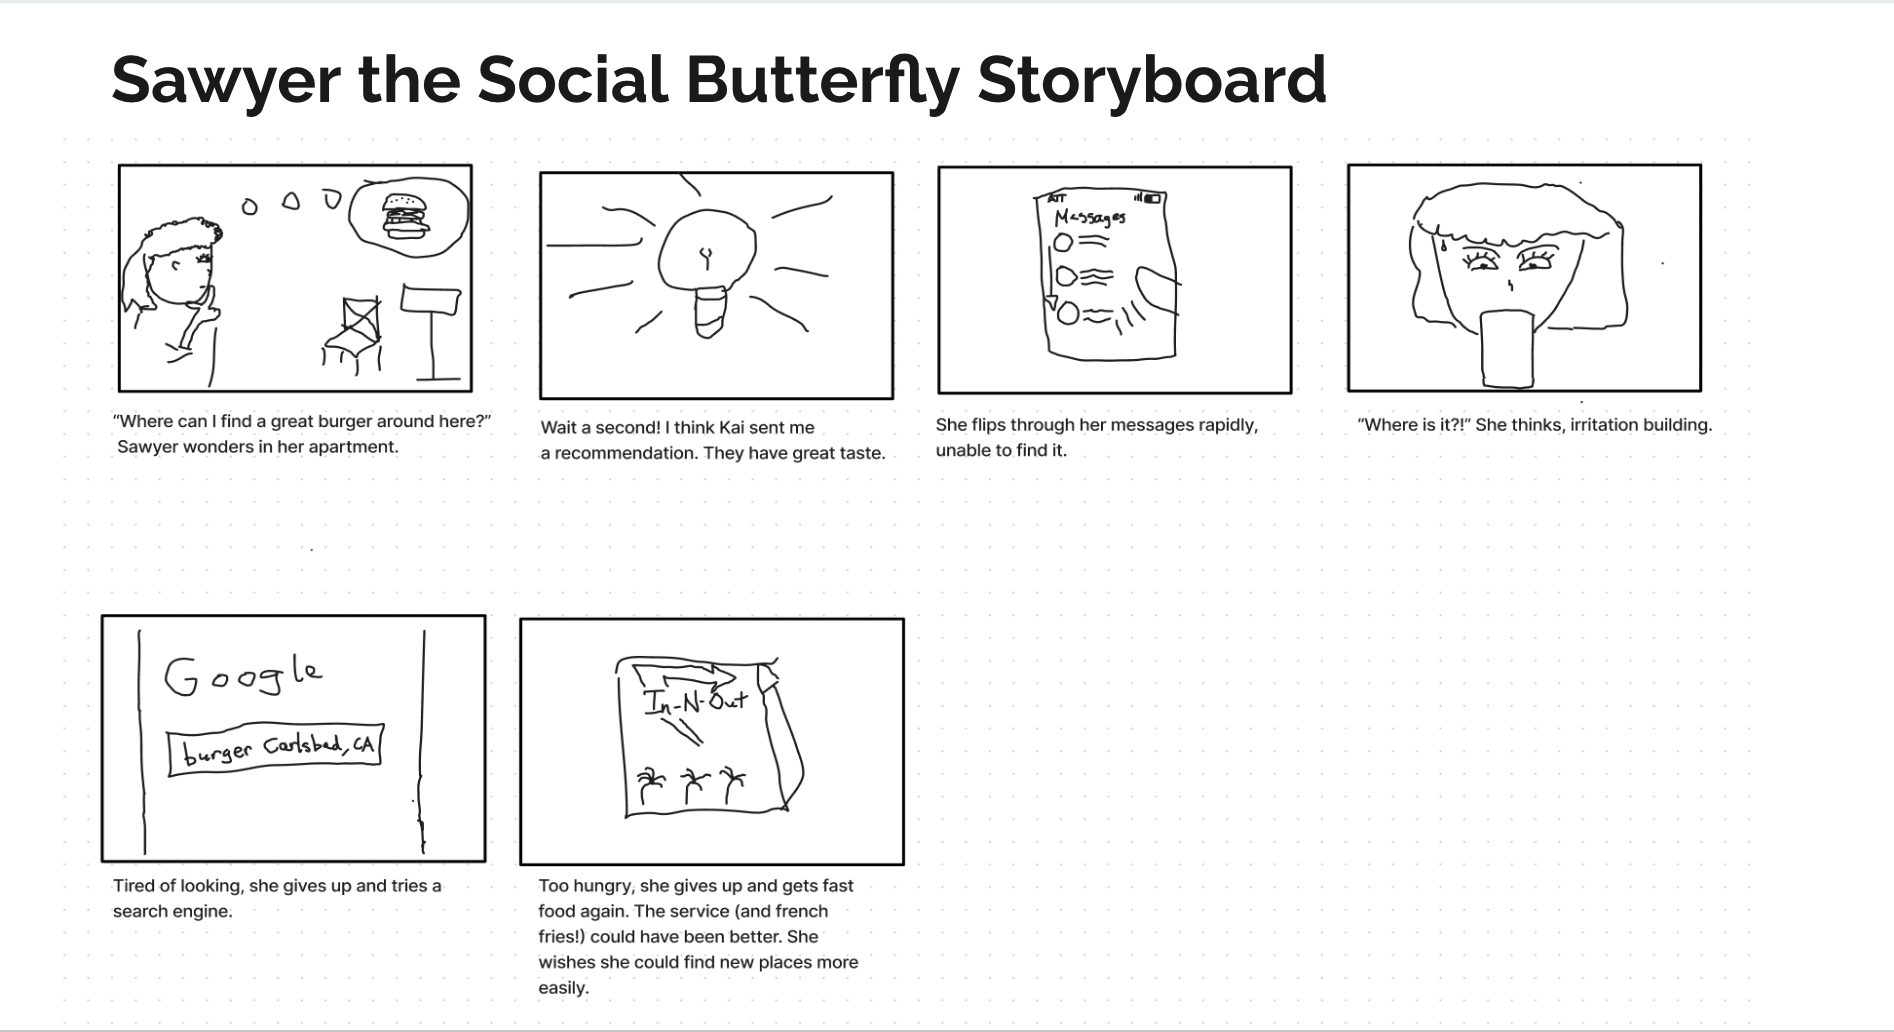 Sawyer the Social Butterfly Storyboard
“Where can I find a great burger around here?”
Sawyer wonders in her apartment.
Wait a second! I think Kai sent me
a recommendation. They have great taste.
ATT
Messages
She flips through her messages rapidly,
unable to find it.
“Where is it?!” She thinks, irritation building.
Google
burger Carlsbad, CA
Tired of looking, she gives up and tries a
search engine.
In-N-Out
Too hungry, she gives up and gets fast
food again. The service (and french
fries!) could have been better. She
wishes she could find new places more
easily.